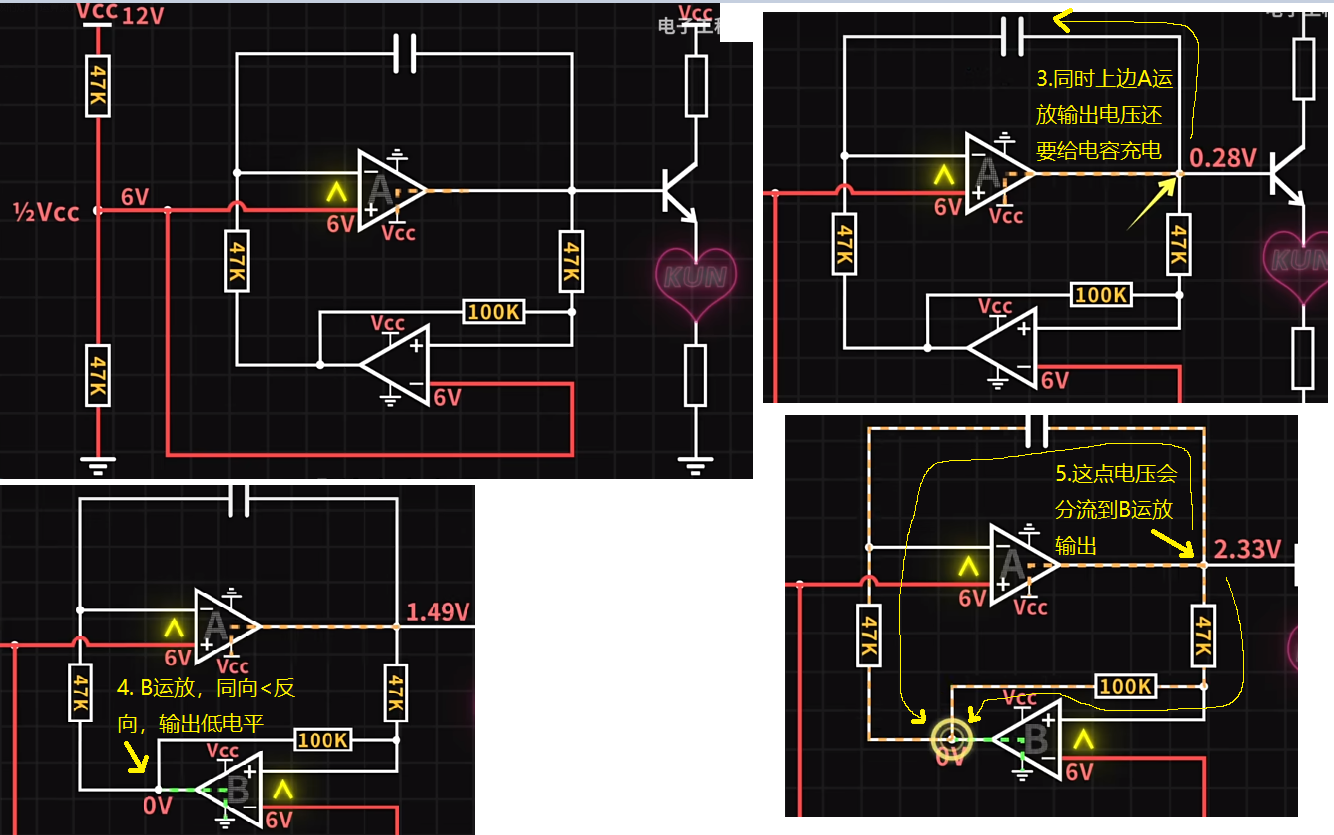 Vcc 12V
电子工程
Vcc
47K
½Vcc
6V
A
6V
Vcc
47K
47K
KUN
100K
Vcc
47K
6V
3.同时上边A运
放输出电压还
要给电容充电
0.28V
A
6V
Vcc
47K
47K
KUN
100K
Vcc
6V
1.49V
A
6V
Vcc
47K
47K
4. B运放，同向<反
向，输出低电平
100K
Vcc
0V
B
6V
5.这点电压会
分流到B运放
输出
2.33V
A
6V
Vcc
47K
47K
100K
Vcc
0V
B
6V